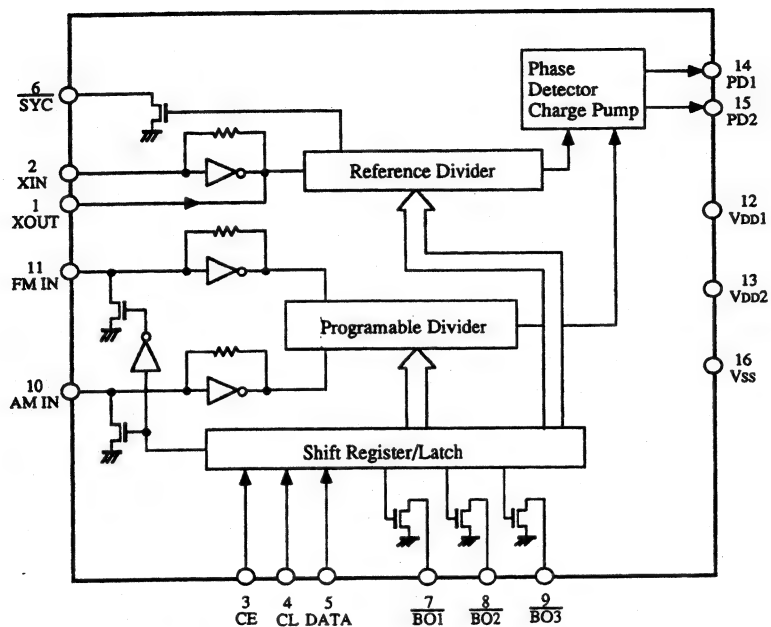 6
SYC
2
XIN
1
XOUT
11
FM IN
10
AM IN
Phase
Detector
Charge Pump
Reference Divider
Programable Divider
Shift Register/Latch
14
PD1
15
PD2
12
VDD1
13
VDD2
16
VSS
3
CE
4
CL
5
DATA
7
BO1
8
BO2
9
BO3